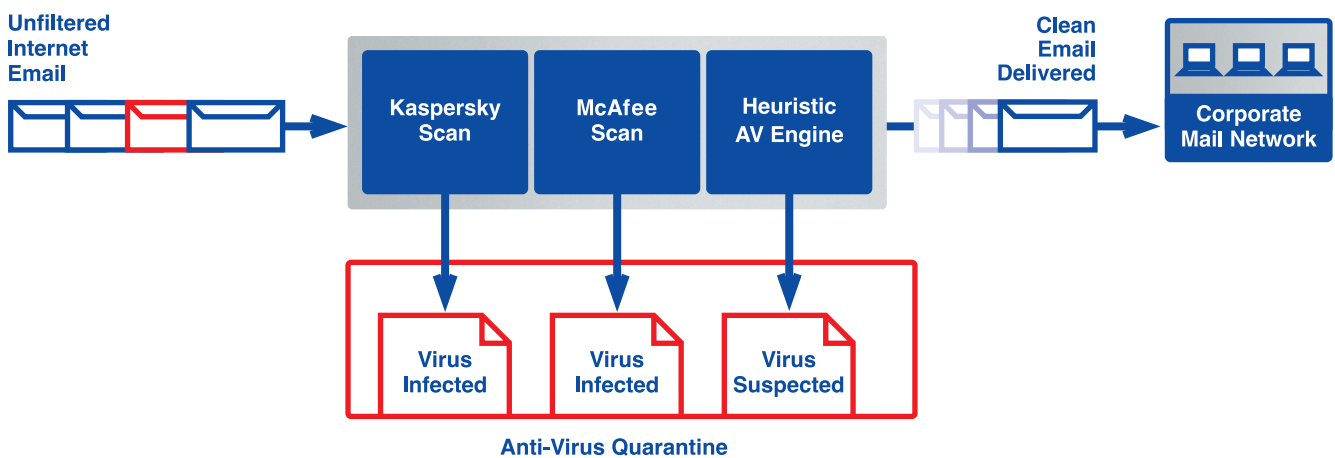 Unfiltered
Internet
Email
Kaspersky
Scan
McAfee
Scan
Heuristic
AV Engine
Clean
Email
Delivered
Corporate
Mail Network
Virus
Infected
Virus
Infected
Virus
Suspected
Anti-Virus Quarantine